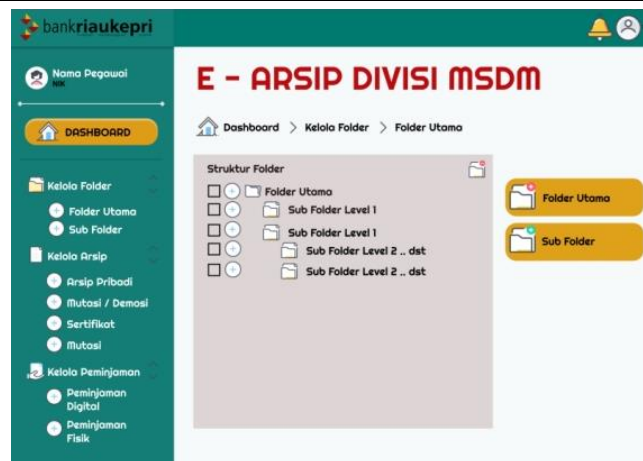 bankriaukepri
Nama Pegawai
NIK
DASHBOARD
Kelola Folder
Folder Utama
Sub Folder
Kelola Arsip
Arsip Pribadi
Mutasi / Demosi
Sertifikat
Mutasi
Kelola Peminjaman
Peminjaman
Digital
Peminjaman
Fisik
E - ARSIP DIVISI MSDM
Dashboard > Kelola Folder > Folder Utama
Struktur Folder
Folder Utama
Sub Folder Level 1
Sub Folder Level 1
Sub Folder Level 2 .. dst
Sub Folder Level 2 .. dst
Folder Utama
Sub Folder